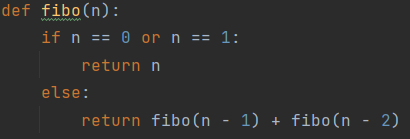 def fibo(n):
    if n == 0 or n == 1:
        return n
    else:
        return fibo(n - 1) + fibo(n - 2)